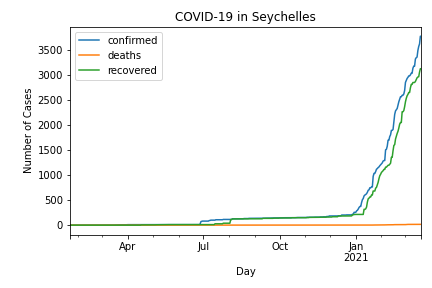 COVID-19 in Seychelles
confirmed
deaths
recovered
Number of Cases
3500
3000
2500
2000
1500
1000
500
0
Apr
Jul
Oct
Jan
2021
Day